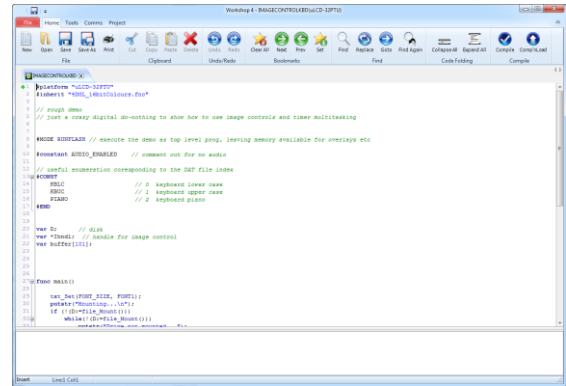 Workshop 4 - IMAGECONTROLKBD(uLCD-32PTU)
File Home Tools Comms Project
New Open Save Save As Print Cut Copy Paste Delete Undo Redo Clear All Next Prev Set Find Replace Goto Find Again Collapse All Expand All Compile Comp'nLoad
File Clipboard Undo/Redo Bookmarks Find Code Folding Compile
IMAGECONTROLKBD
#platform "uLCD-32PTU"
#inherit "4DGL_16bitColours.fnc"
// rough demo
// just a crazy digital do-nothing to show how to use image controls and timer multitasking
#MODE RUNFLASH // execute the demo as top level prog, leaving memory available for overlays etc
#constant AUDIO_ENABLED // comment out for no audio
// useful enumeration coresponding to the DAT file index
#CONST
KBLC // 0 keyboard lower case
KBUC // 1 keyboard upper case
PIANO // 2 keyboard piano
#END
var D; // disk
var *Ihndl; // handle for image control
var buffer[101];
func main()
txt_Set(FONT_SIZE, FONT1);
putstr("Mounting...\n");
if (!(D:=file_Mount()))
while(!(D:=file_Mount()))
putstr("Drive not mounted...
Insert Line:1 Col:1